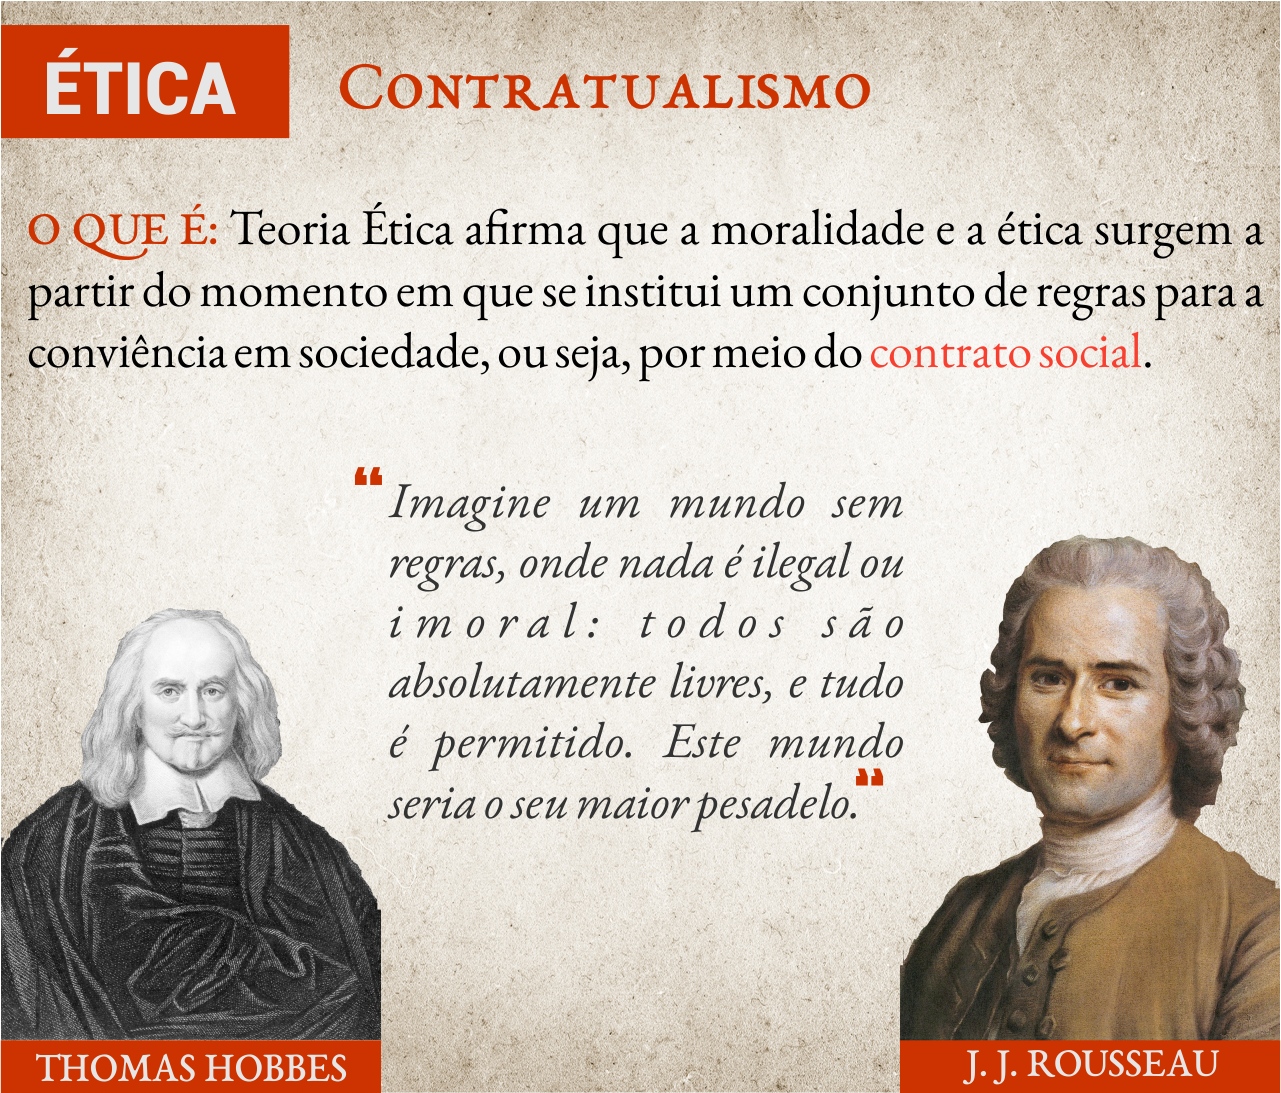 ÉTICA
Contratualismo
O QUE É: Teoria Ética afirma que a moralidade e a ética surgem a
partir do momento em que se institui um conjunto de regras para a
conviência em sociedade, ou seja, por meio do contrato social.
❝ Imagine um mundo sem
regras, onde nada é ilegal ou
imoral: todos são
absolutamente livres, e tudo
é permitido. Este mundo
seria o seu maior pesadelo.❞
THOMAS HOBBES
J. J. ROUSSEAU